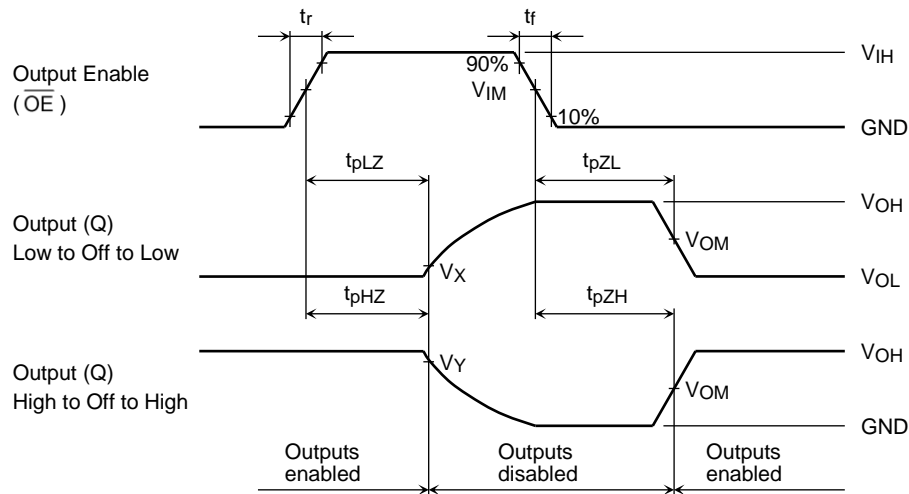 tr
tf
Output Enable
(OE)
90%
VIM
10%
VIH
GND
tpLZ
tpZL
Output (Q)
Low to Off to Low
VX
VOM
VOH
VOL
tpHZ
tpZH
Output (Q)
High to Off to High
VY
VOM
VOH
GND
Outputs
enabled
Outputs
disabled
Outputs
enabled